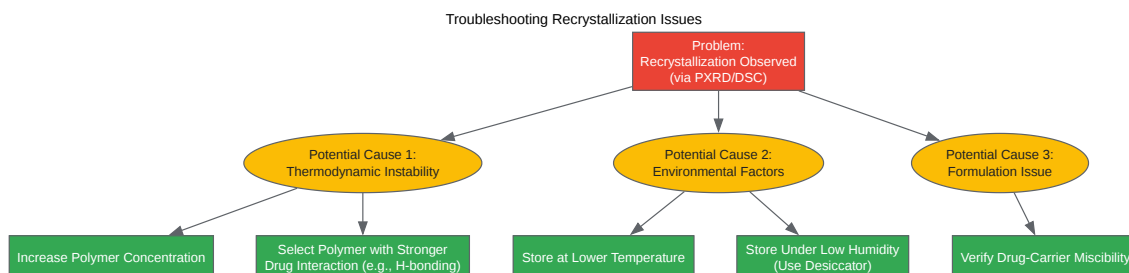 Troubleshooting Recrystallization Issues
Problem:
Recrystallization Observed
(via PXRD/DSC)
Potential Cause 1:
Thermodynamic Instability
Potential Cause 2:
Environmental Factors
Potential Cause 3:
Formulation Issue
Increase Polymer Concentration
Select Polymer with Stronger
Drug Interaction (e.g., H-bonding)
Store at Lower Temperature
Store Under Low Humidity
(Use Desiccator)
Verify Drug-Carrier Miscibility